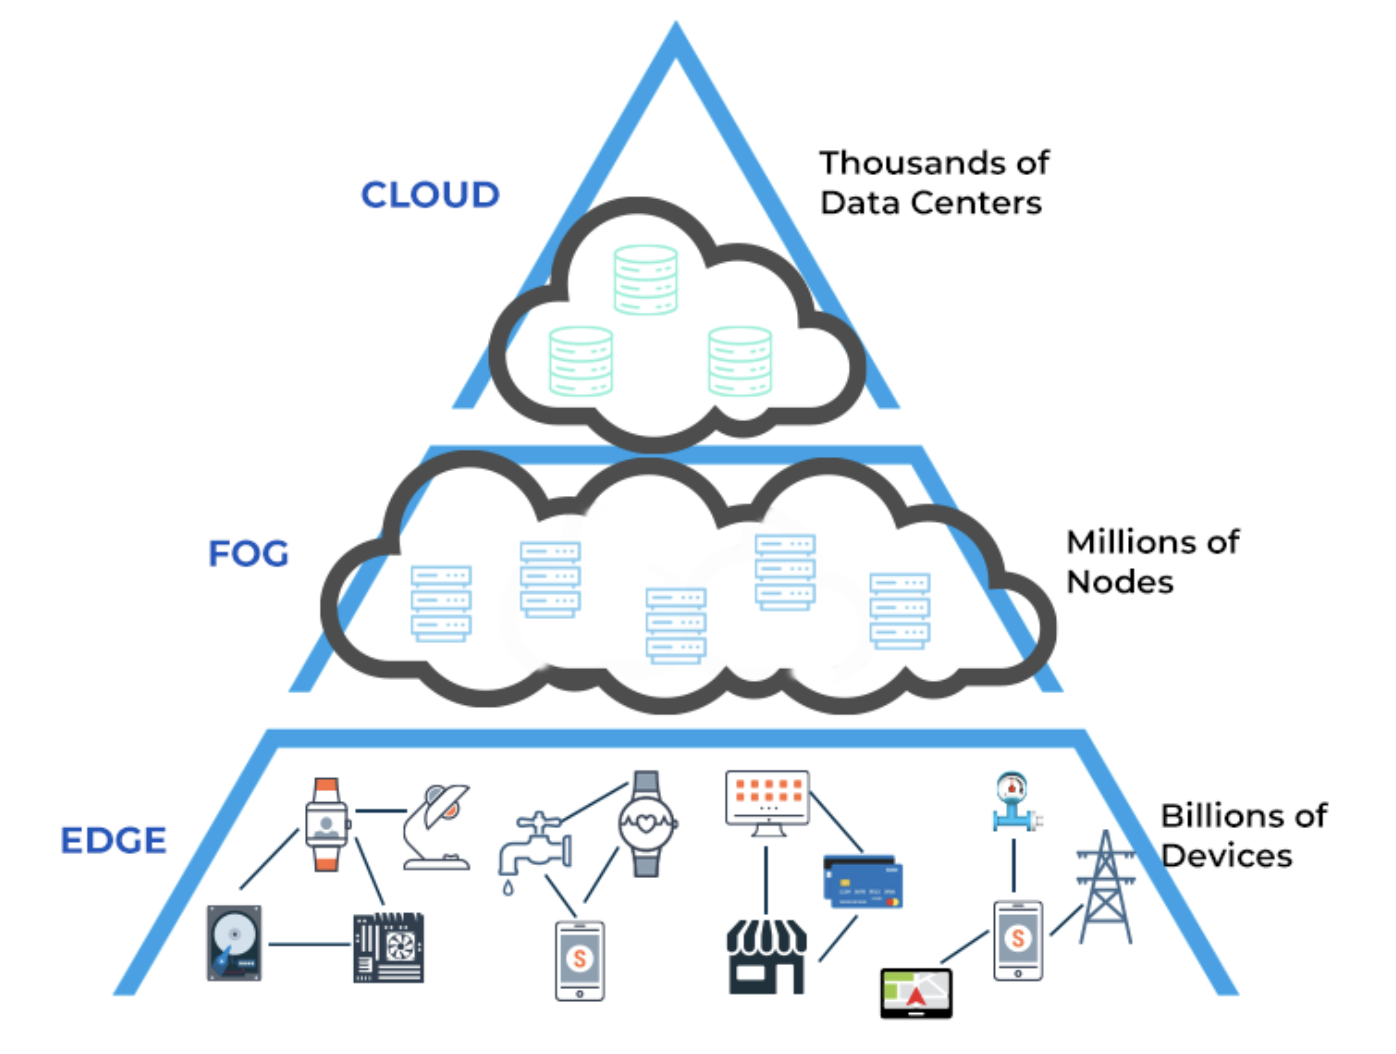 CLOUD
Thousands of
Data Centers
FOG
Millions of
Nodes
EDGE
Billions of
Devices
S
S